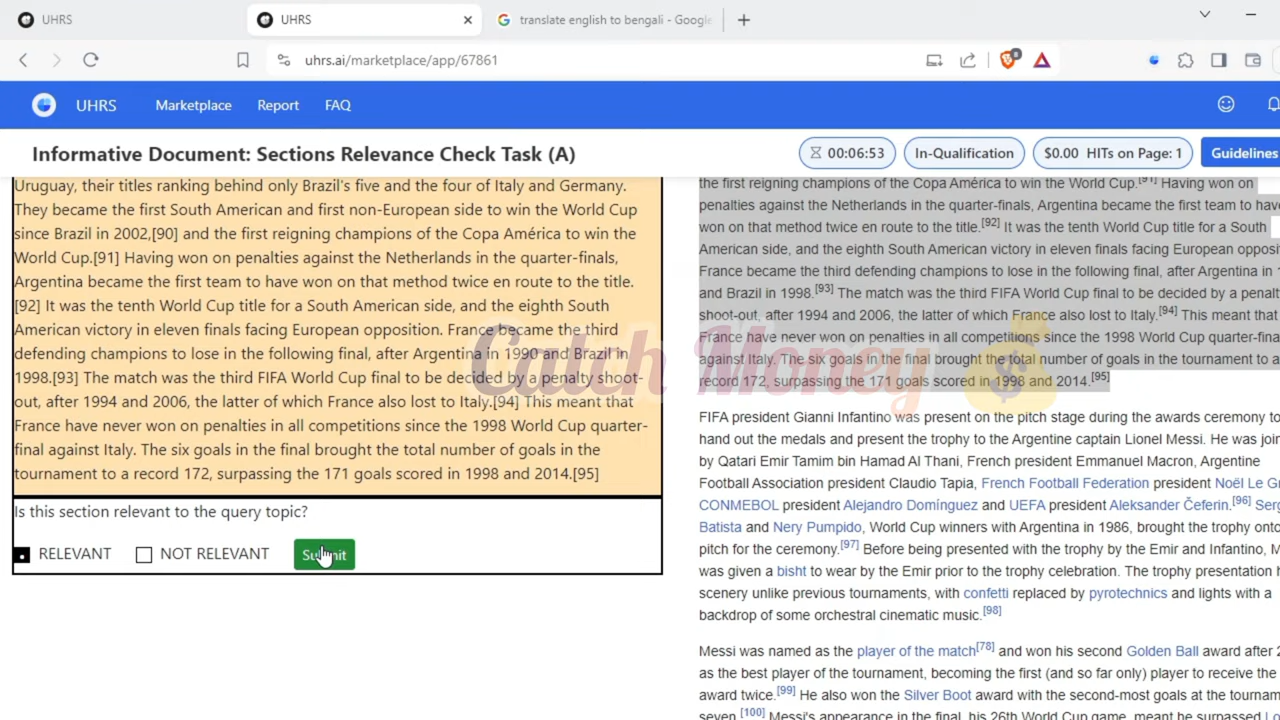 UHRS
UHRS
translate english to bengali - Google
uhrs.ai/marketplace/app/67861
UHRS
Marketplace
Report
FAQ
Informative Document: Sections Relevance Check Task (A)
00:06:53
In-Qualification
$0.00 HITs on Page: 1
Guidelines
Uruguay, their titles ranking behind only Brazil's five and the four of Italy and Germany.
They became the first South American and first non-European side to win the World Cup
since Brazil in 2002,[90] and the first reigning champions of the Copa América to win the
World Cup.[91] Having won on penalties against the Netherlands in the quarter-finals,
Argentina became the first team to have won on that method twice en route to the title.
[92] It was the tenth World Cup title for a South American side, and the eighth South
American victory in eleven finals facing European opposition. France became the third
defending champions to lose in the following final, after Argentina in 1990 and Brazil in
1998.[93] The match was the third FIFA World Cup final to be decided by a penalty shoot-
out, after 1994 and 2006, the latter of which France also lost to Italy.[94] This meant that
France have never won on penalties in all competitions since the 1998 World Cup quarter-
final against Italy. The six goals in the final brought the total number of goals in the
tournament to a record 172, surpassing the 171 goals scored in 1998 and 2014.[95]
Is this section relevant to the query topic?
RELEVANT
NOT RELEVANT
Submit
the first reigning champions of the Copa América to win the World Cup.[91] Having won on
penalties against the Netherlands in the quarter-finals, Argentina became the first team to have
won on that method twice en route to the title.[92] It was the tenth World Cup title for a South
American side, and the eighth South American victory in eleven finals facing European opposi
France became the third defending champions to lose in the following final, after Argentina in 1
and Brazil in 1998.[93] The match was the third FIFA World Cup final to be decided by a penalt
shoot-out, after 1994 and 2006, the latter of which France also lost to Italy.[94] This meant that
France have never won on penalties in all competitions since the 1998 World Cup quarter-fina
against Italy. The six goals in the final brought the total number of goals in the tournament to a
record 172, surpassing the 171 goals scored in 1998 and 2014.[95]
FIFA president Gianni Infantino was present on the pitch stage during the awards ceremony to
hand out the medals and present the trophy to the Argentine captain Lionel Messi. He was join
by Qatari Emir Tamim bin Hamad Al Thani, French president Emmanuel Macron, Argentine
Football Association president Claudio Tapia, French Football Federation president Noël Le Gr
CONMEBOL president Alejandro Domínguez and UEFA president Aleksander Čeferin.[96] Serg
Batista and Nery Pumpido, World Cup winners with Argentina in 1986, brought the trophy onto
pitch for the ceremony.[97] Before being presented with the trophy by the Emir and Infantino, M
was given a bisht to wear by the Emir prior to the trophy celebration. The trophy presentation h
scenery unlike previous tournaments, with confetti replaced by pyrotechnics and lights with a
backdrop of some orchestral cinematic music.[98]
Messi was named as the player of the match[78] and won his second Golden Ball award after 2
as the best player of the tournament, becoming the first (and so far only) player to receive the
award twice.[99] He also won the Silver Boot award with the second-most goals at the tournam
seven.[100] Messi's appearance in the final, his 26th World Cup game, meant he surpassed Lo
Catch Money